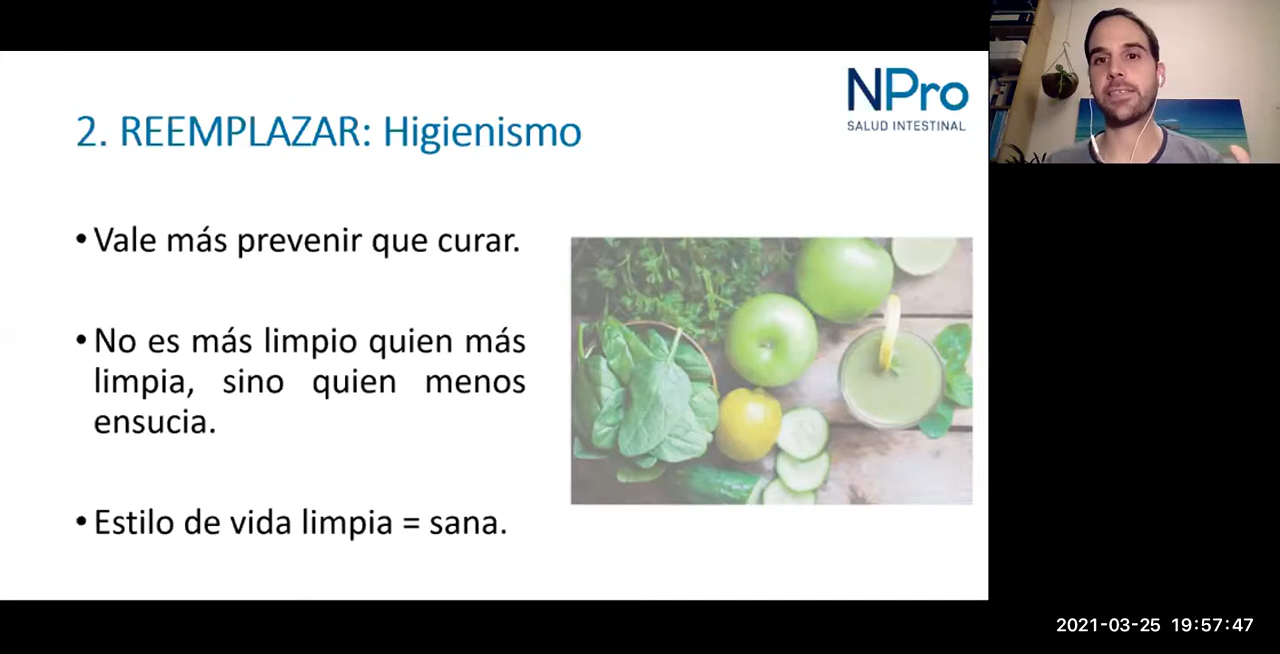 NPro
SALUD INTESTINAL
2. REEMPLAZAR: Higienismo
• Vale más prevenir que curar.
• No es más limpio quien más
limpia, sino quien menos
ensucia.
• Estilo de vida limpia = sana.
2021-03-25 19:57:47